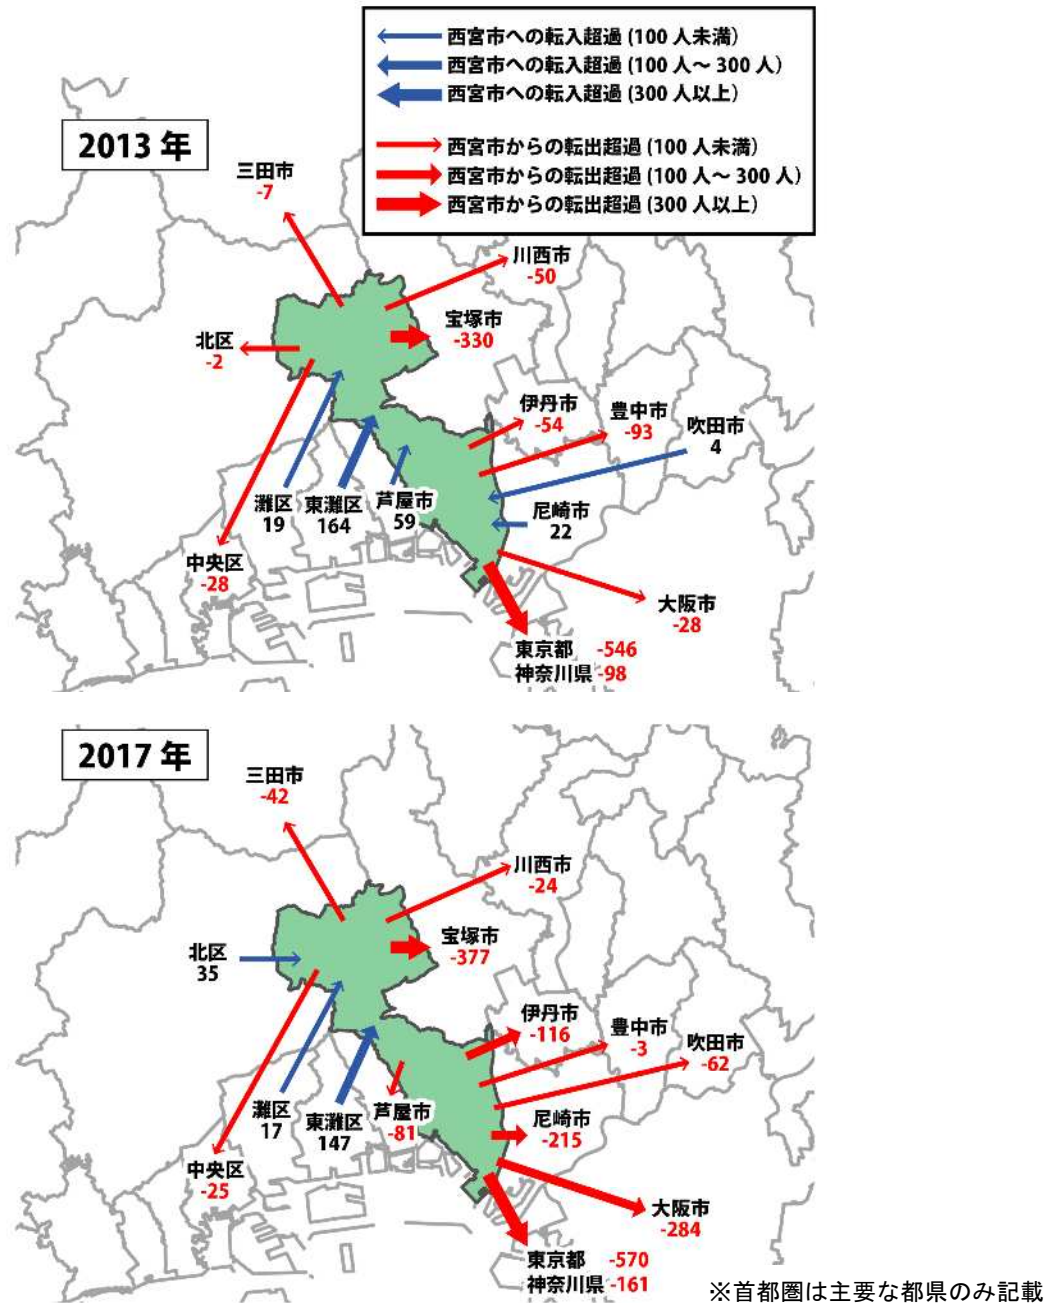 西宮市への転入超過 (100 人未満)
西宮市への転入超過 (100 人～ 300 人)
西宮市への転入超過 (300 人以上)
西宮市からの転出超過 (100 人未満)
西宮市からの転出超過 (100 人～ 300 人)
西宮市からの転出超過 (300 人以上)
2013 年
三田市
-7
川西市
-50
宝塚市
-330
北区
-2
伊丹市
-54
豊中市
-93
吹田市
4
灘区
19
東灘区
164
芦屋市
59
尼崎市
22
中央区
-28
大阪市
-28
東京都 -546
神奈川県 -98
2017 年
三田市
-42
川西市
-24
宝塚市
-377
北区
35
伊丹市
-116
豊中市
-3
吹田市
-62
灘区
17
東灘区
147
芦屋市
-81
尼崎市
-215
中央区
-25
大阪市
-284
東京都 -570
神奈川県 -161
※首都圏は主要な都県のみ記載